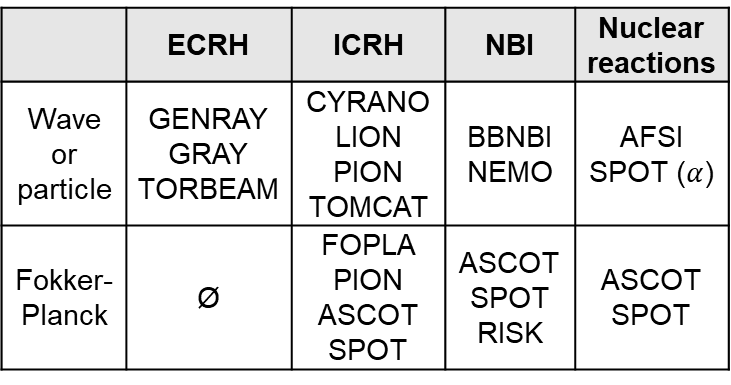 ECRH
ICRH
NBI
Nuclear
reactions
Wave
or
particle
GENRAY
GRAY
TORBEAM
CYRANO
LION
PION
TOMCAT
BBNBI
NEMO
AFSI
SPOT (α)
Fokker-
Planck
Ø
FOPLA
PION
ASCOT
SPOT
ASCOT
SPOT
RISK
ASCOT
SPOT